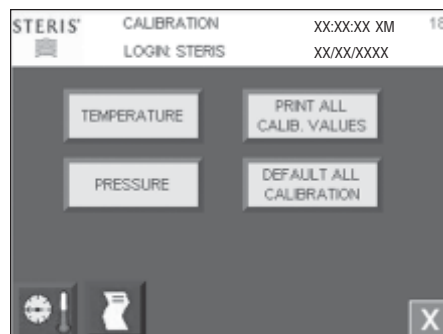 STERIS® CALIBRATION XX:XX:XX XM 18
LOGIN: STERIS XX/XX/XXXX
TEMPERATURE
PRINT ALL
CALIB. VALUES
PRESSURE
DEFAULT ALL
CALIBRATION
X